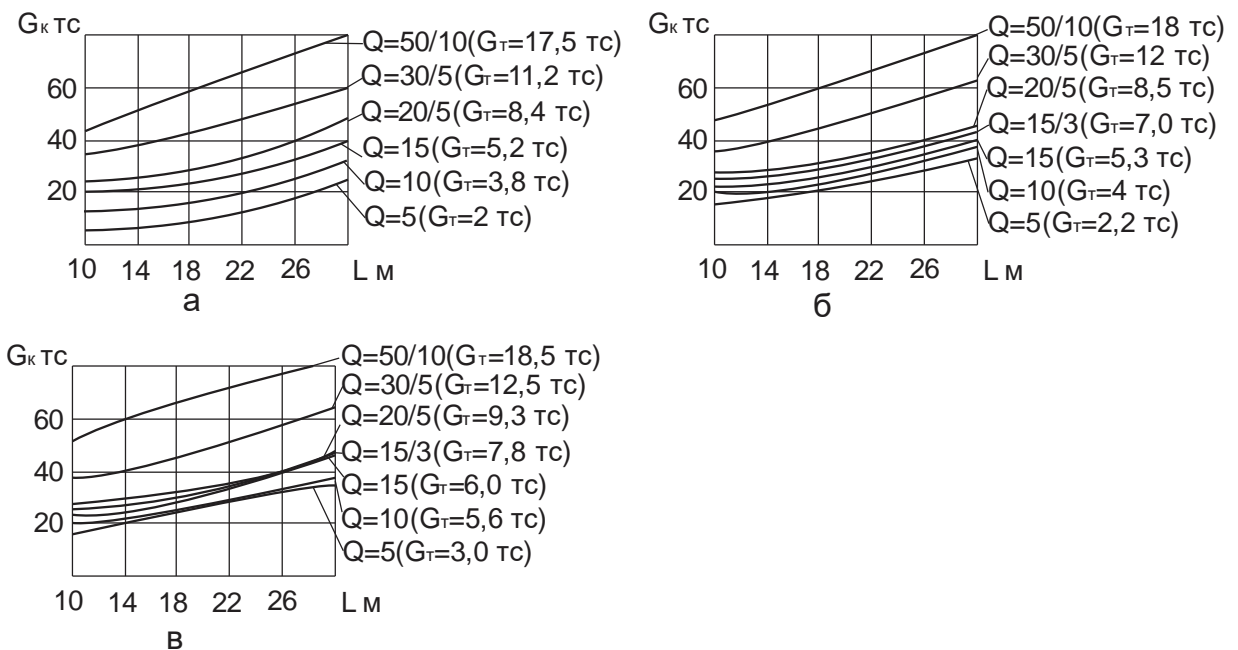 Gк тс
60
40
20
10 14 18 22 26 L м
Q=50/10(Gт=17,5 тс)
Q=30/5(Gт=11,2 тс)
Q=20/5(Gт=8,4 тс)
Q=15(Gт=5,2 тс)
Q=10(Gт=3,8 тс)
Q=5(Gт=2 тс)
а
Gк тс
60
40
20
10 14 18 22 26 L м
Q=50/10(Gт=18 тс)
Q=30/5(Gт=12 тс)
Q=20/5(Gт=8,5 тс)
Q=15/3(Gт=7,0 тс)
Q=15(Gт=5,3 тс)
Q=10(Gт=4 тс)
Q=5(Gт=2,2 тс)
б
Gк тс
60
40
20
10 14 18 22 26 L м
Q=50/10(Gт=18,5 тс)
Q=30/5(Gт=12,5 тс)
Q=20/5(Gт=9,3 тс)
Q=15/3(Gт=7,8 тс)
Q=15(Gт=6,0 тс)
Q=10(Gт=5,6 тс)
Q=5(Gт=3,0 тс)
в